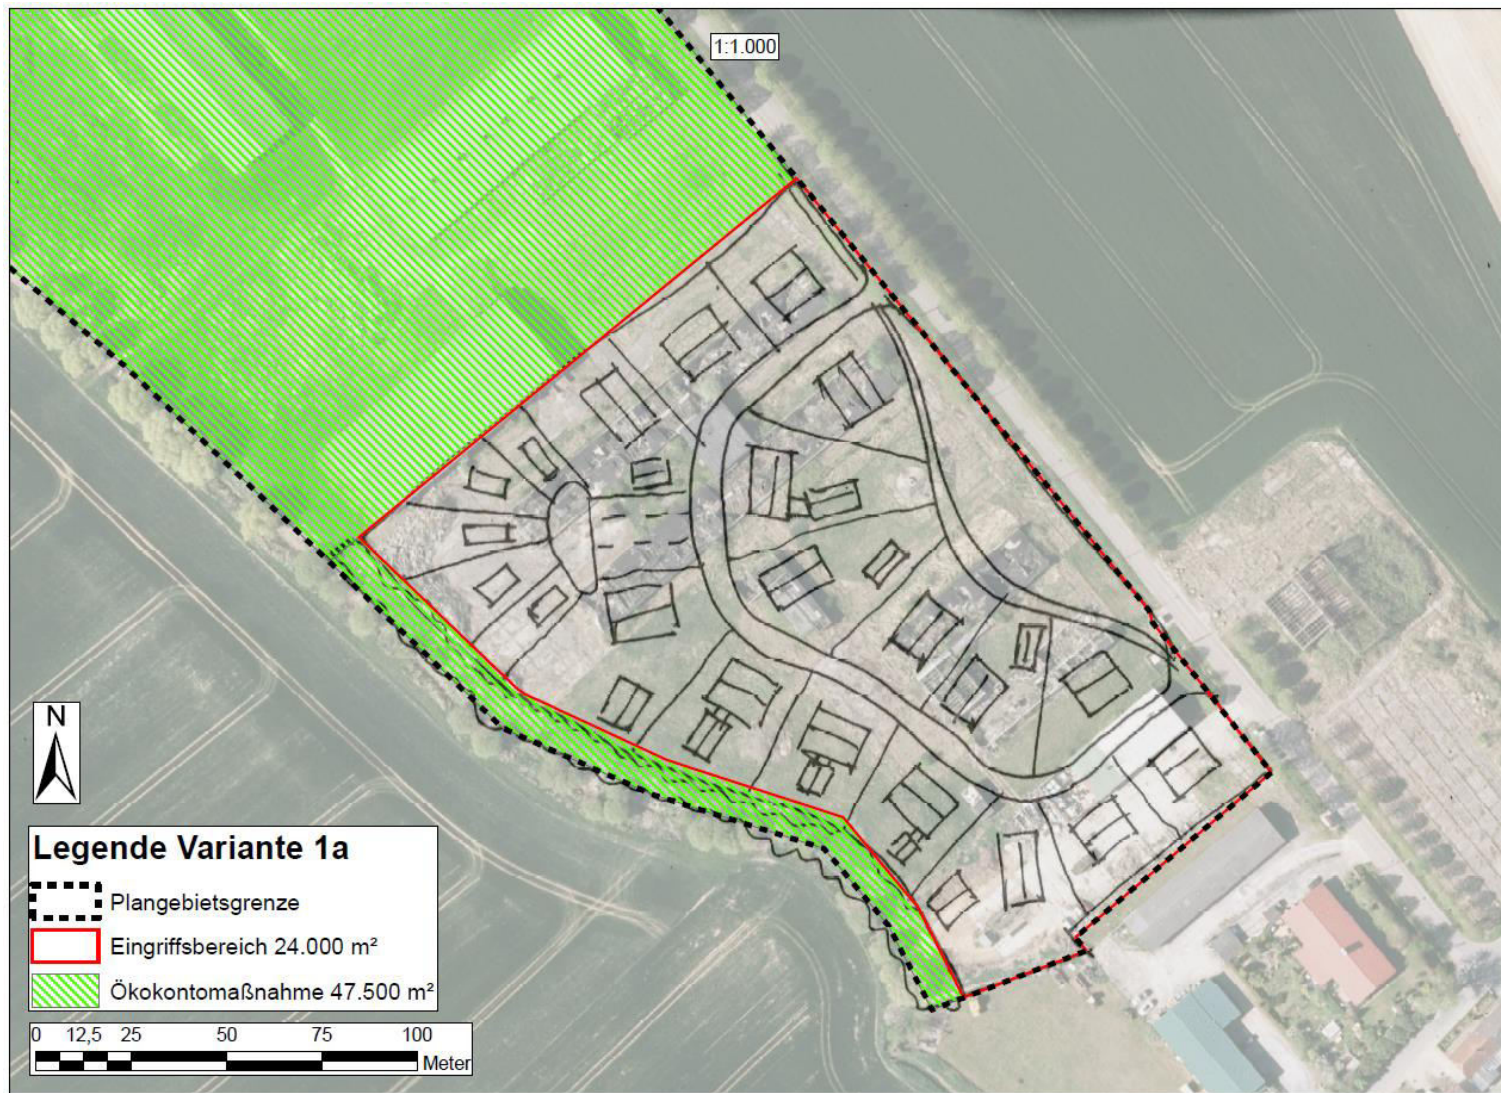 1:1.000
N
Legende Variante 1a
Plangebietsgrenze
Eingriffsbereich 24.000 m²
Ökokontomaßnahme 47.500 m²
0 12,5 25 50 75 100
Meter